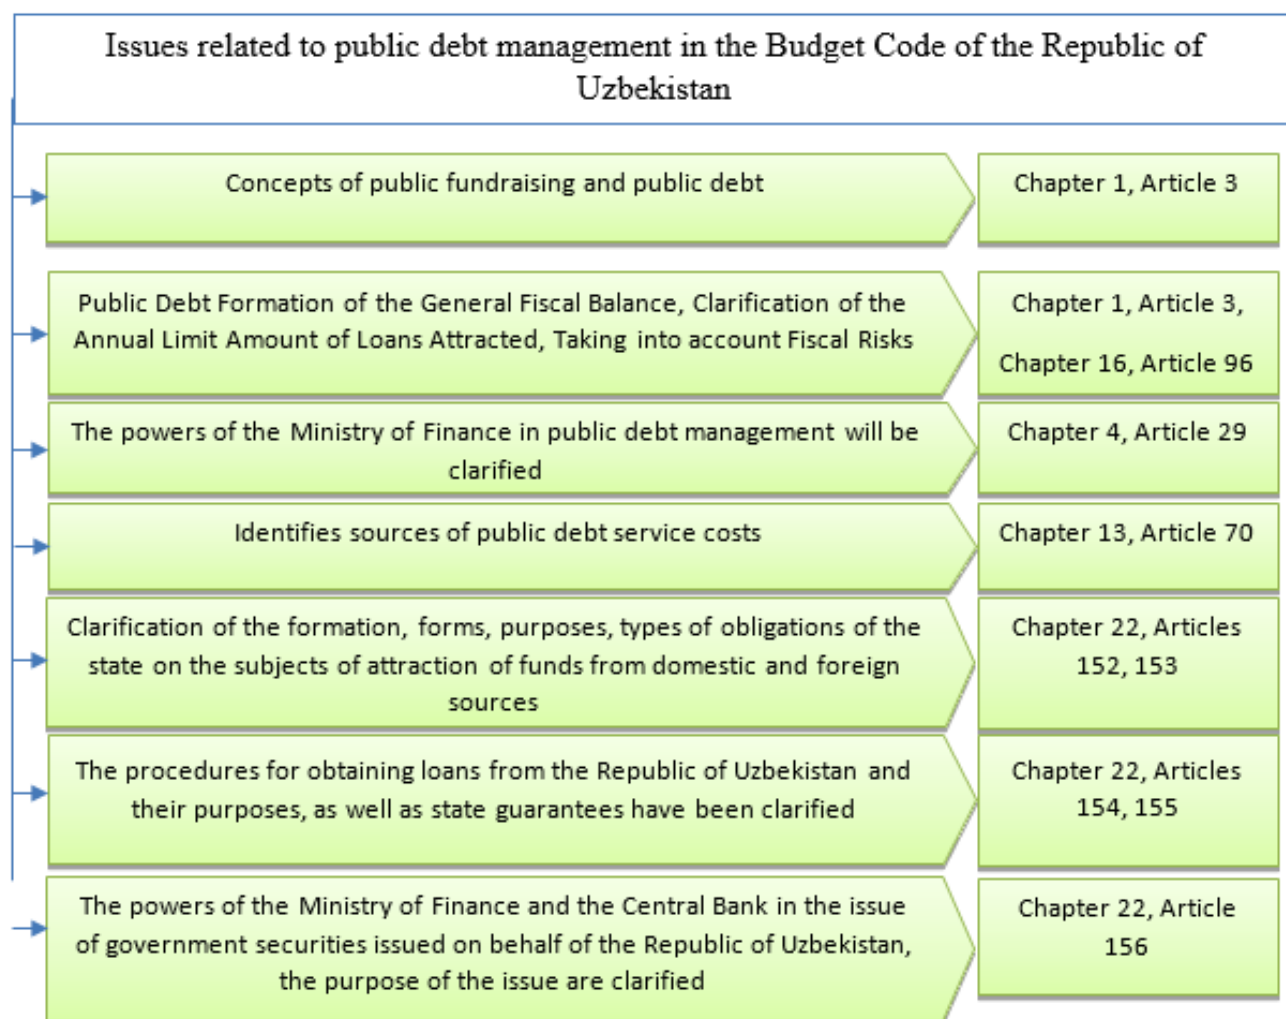 Issues related to public debt management in the Budget Code of the Republic of
Uzbekistan
Concepts of public fundraising and public debt
Chapter 1, Article 3
Public Debt Formation of the General Fiscal Balance, Clarification of the
Annual Limit Amount of Loans Attracted, Taking into account Fiscal Risks
Chapter 1, Article 3,
Chapter 16, Article 96
The powers of the Ministry of Finance in public debt management will be
clarified
Chapter 4, Article 29
Identifies sources of public debt service costs
Chapter 13, Article 70
Clarification of the formation, forms, purposes, types of obligations of the
state on the subjects of attraction of funds from domestic and foreign
sources
Chapter 22, Articles
152, 153
The procedures for obtaining loans from the Republic of Uzbekistan and
their purposes, as well as state guarantees have been clarified
Chapter 22, Articles
154, 155
The powers of the Ministry of Finance and the Central Bank in the issue
of government securities issued on behalf of the Republic of Uzbekistan,
the purpose of the issue are clarified
Chapter 22, Article
156